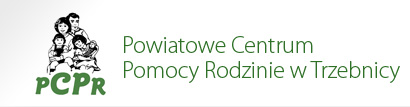 PCPR
Powiatowe Centrum
Pomocy Rodzinie w Trzebnicy